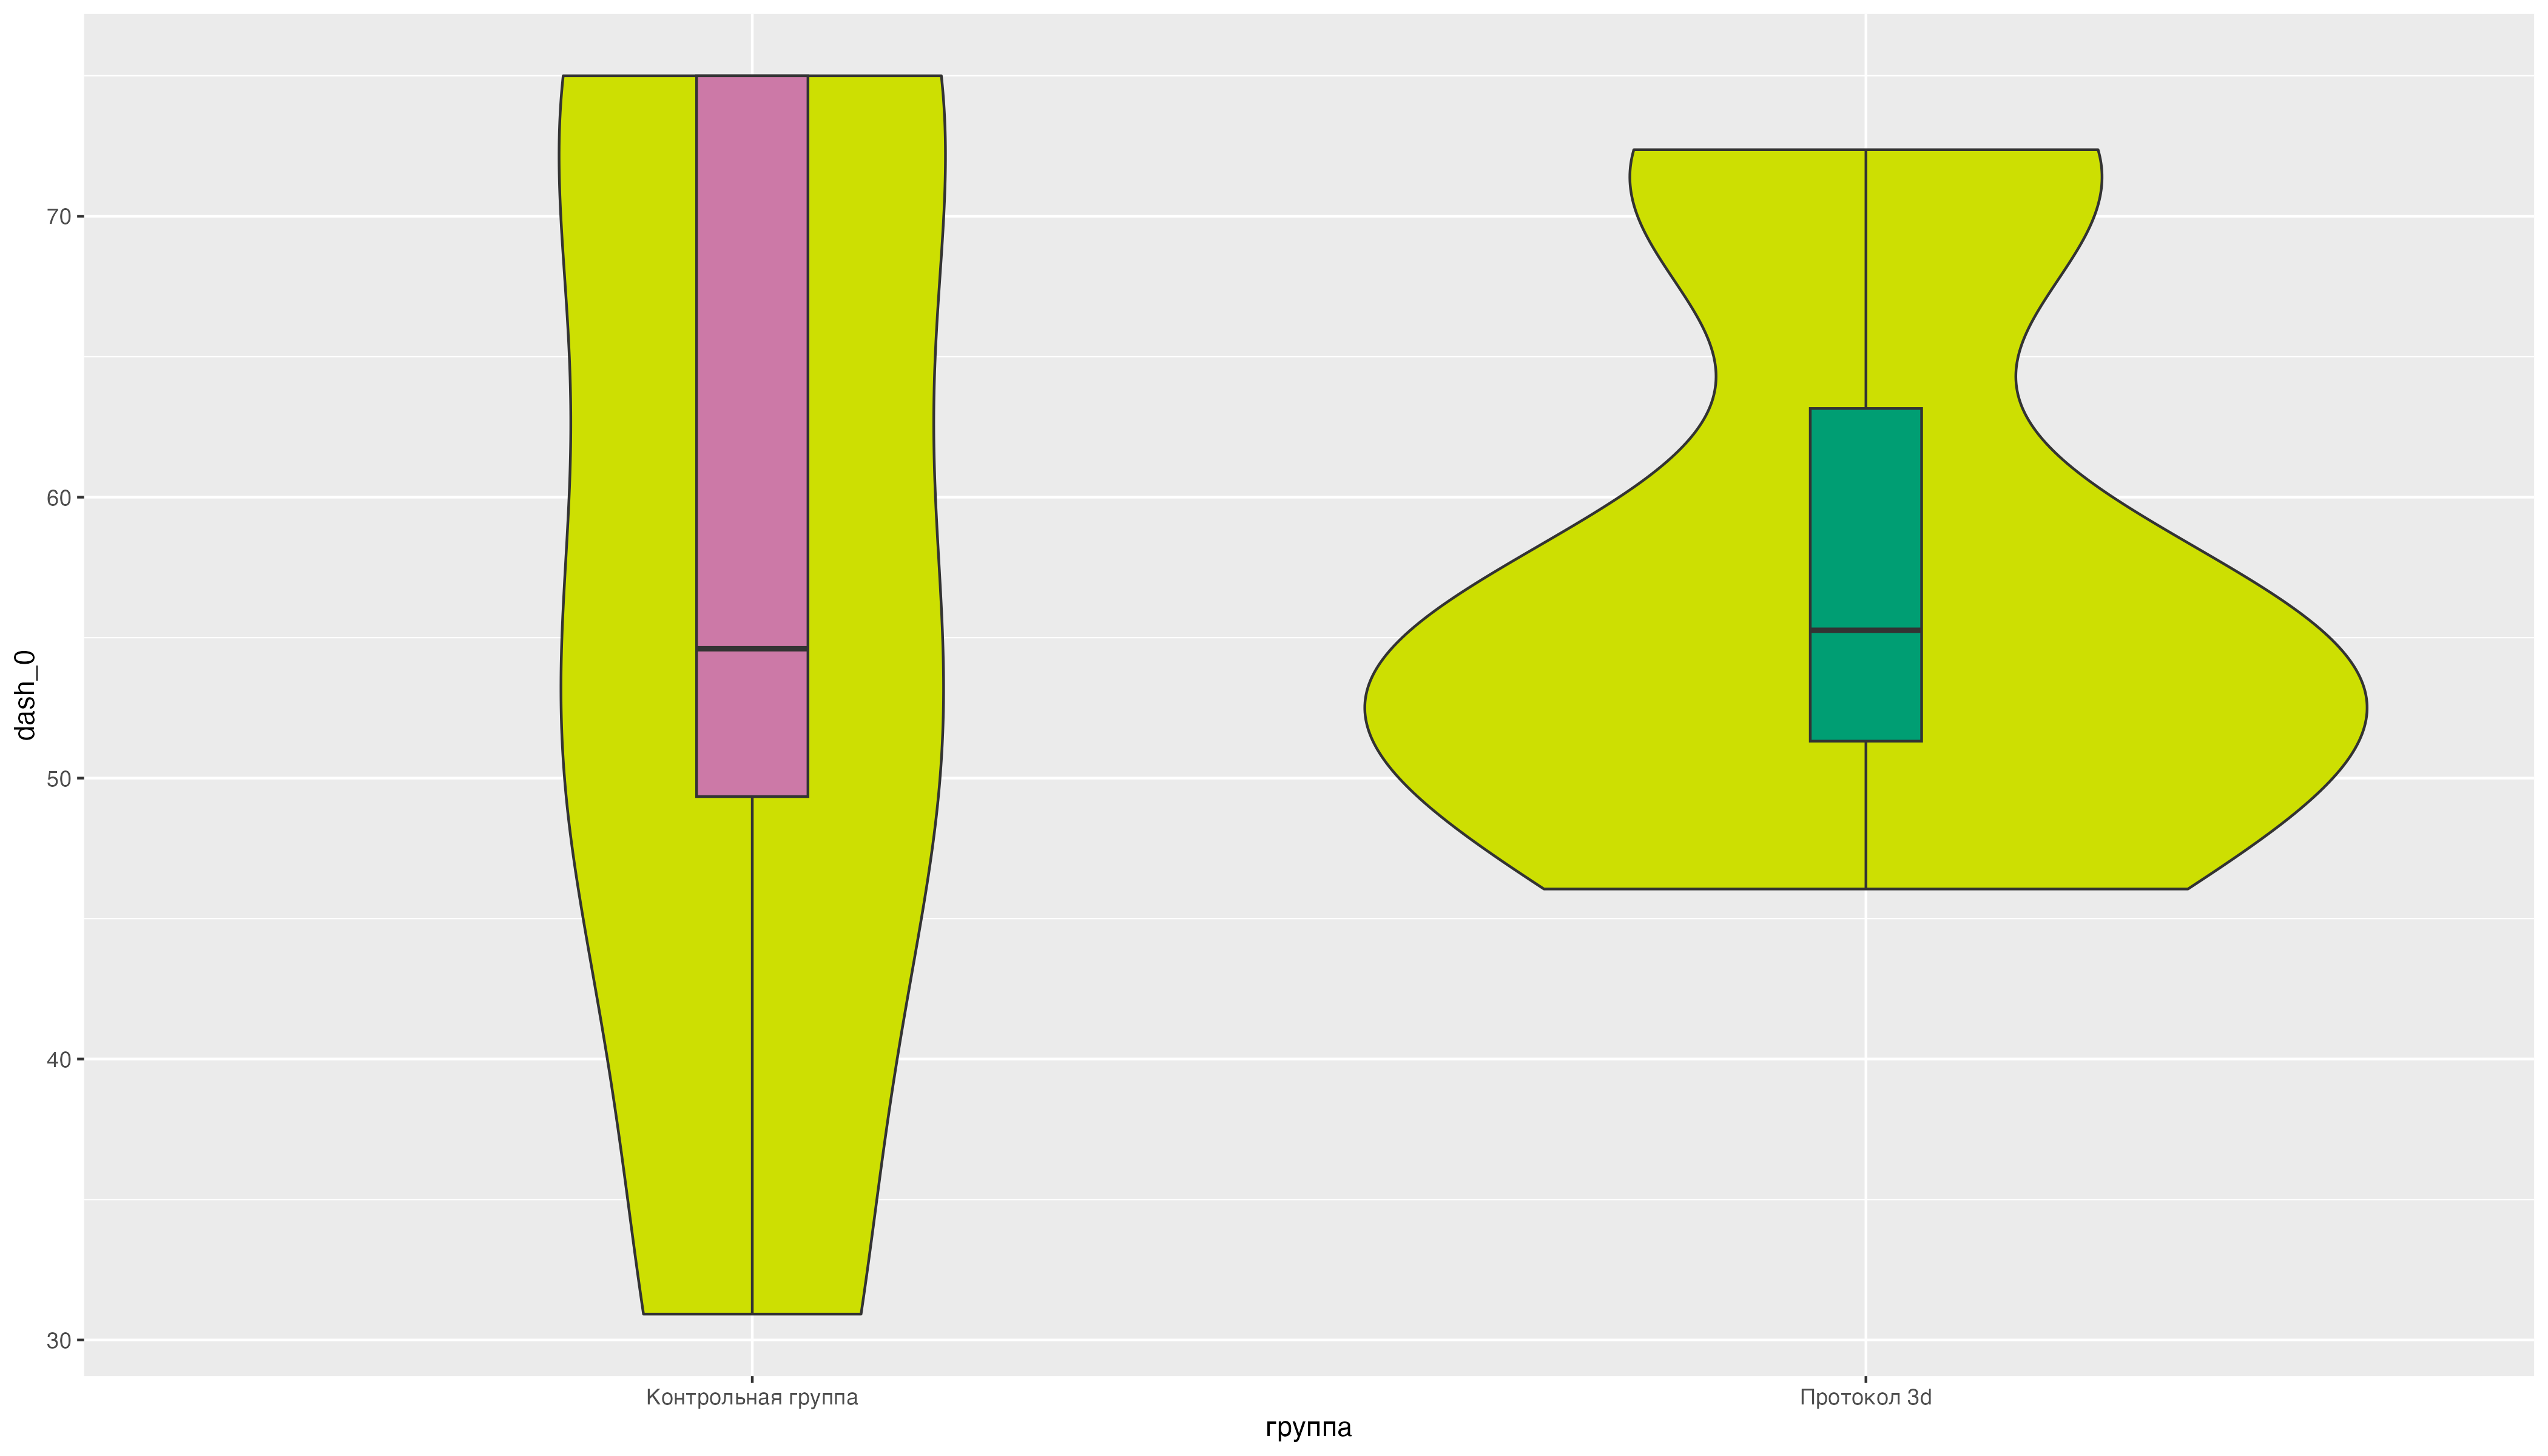 dash_0
70
60
50
40
30
Контрольная группа
Протокол 3d
группа